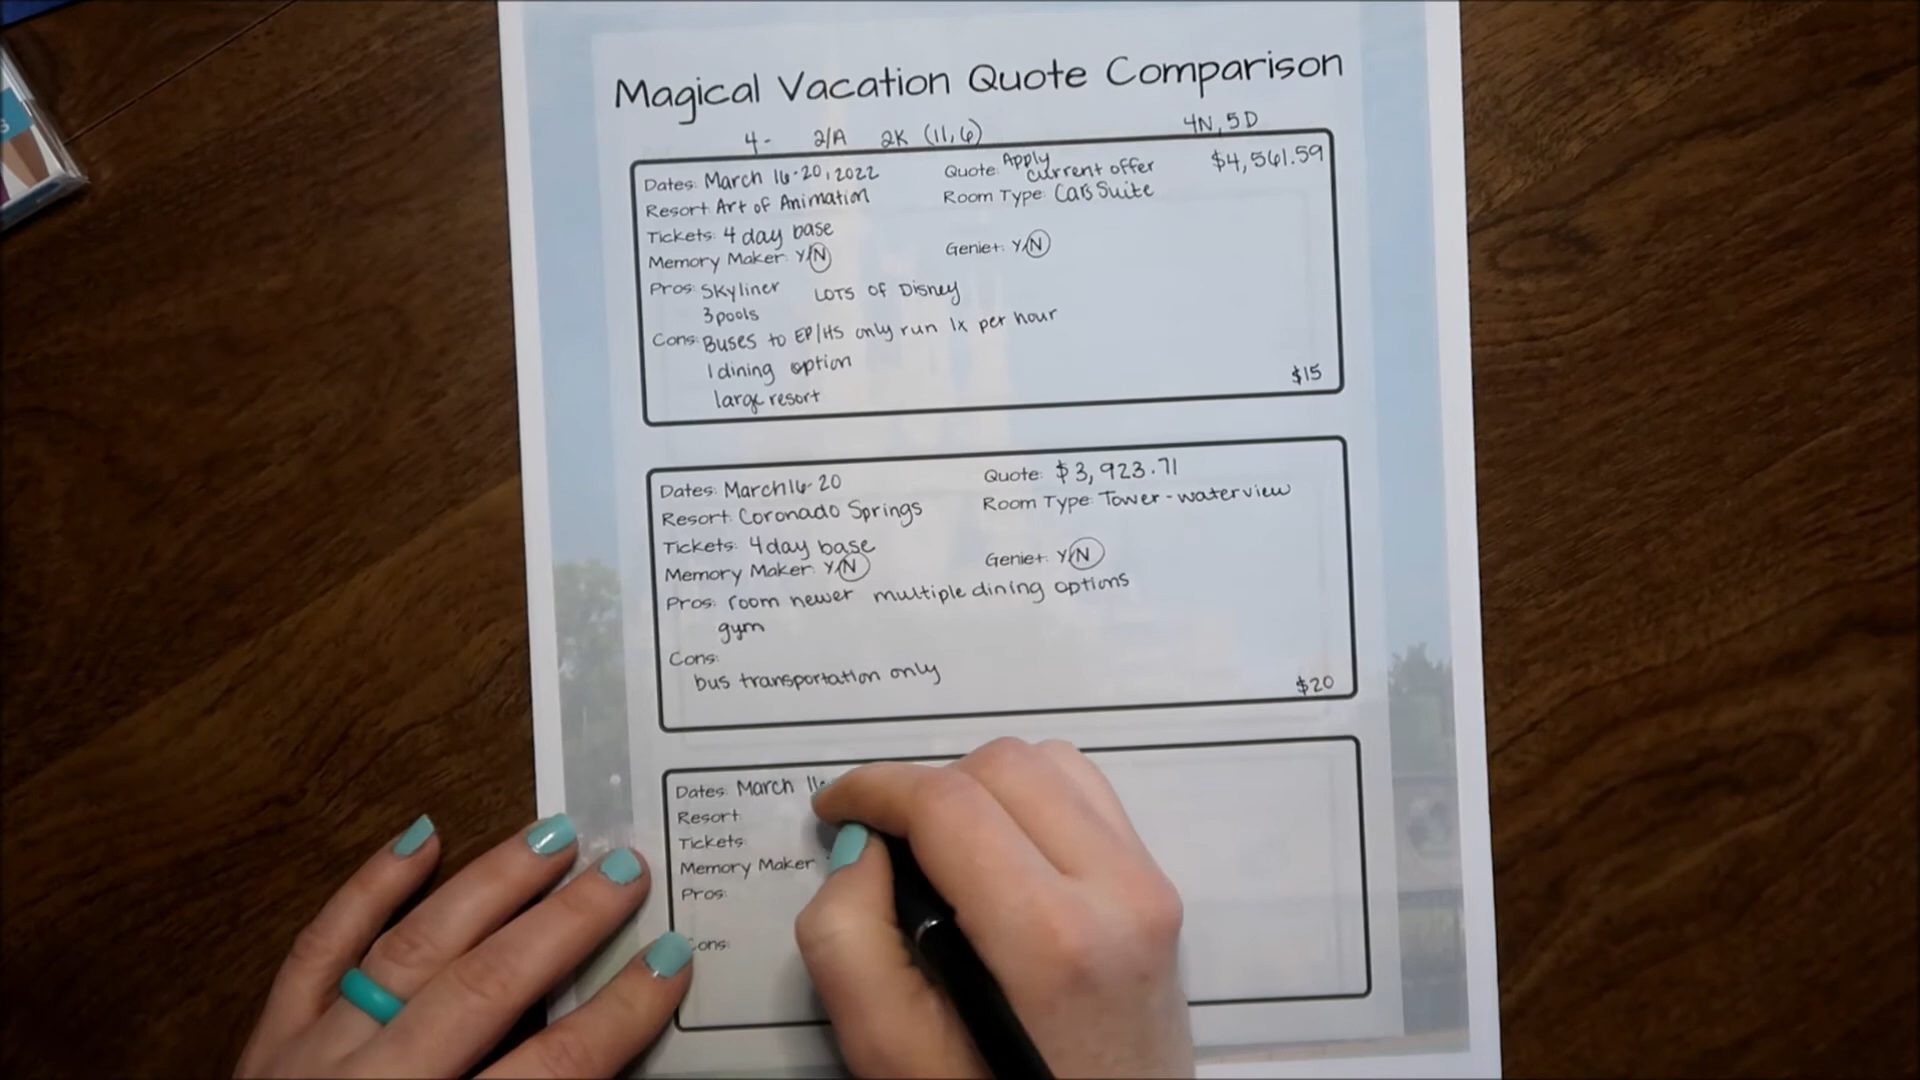 Magical Vacation Quote Comparison
4- 2/A 2K (11,6) 4N, 5D
Dates: March 16-20, 2022 Quote: Apply current offer $4,561.59
Resort: Art of Animation Room Type: Cars Suite
Tickets: 4 day base
Memory Maker: Y/N Genie+: Y/N
Pros: Skyliner LOTS OF Disney
3 pools
Cons: Buses to EP/HS only run 1x per hour
1 dining option
large resort $15
Dates: March 16-20 Quote: $3,923.71
Resort: Coronado Springs Room Type: Tower - water view
Tickets: 4 day base
Memory Maker: Y/N Genie+: Y/N
Pros: room newer multiple dining options
gym
Cons:
bus transportation only $20
Dates: March 16
Resort:
Tickets:
Memory Maker
Pros:
Cons: